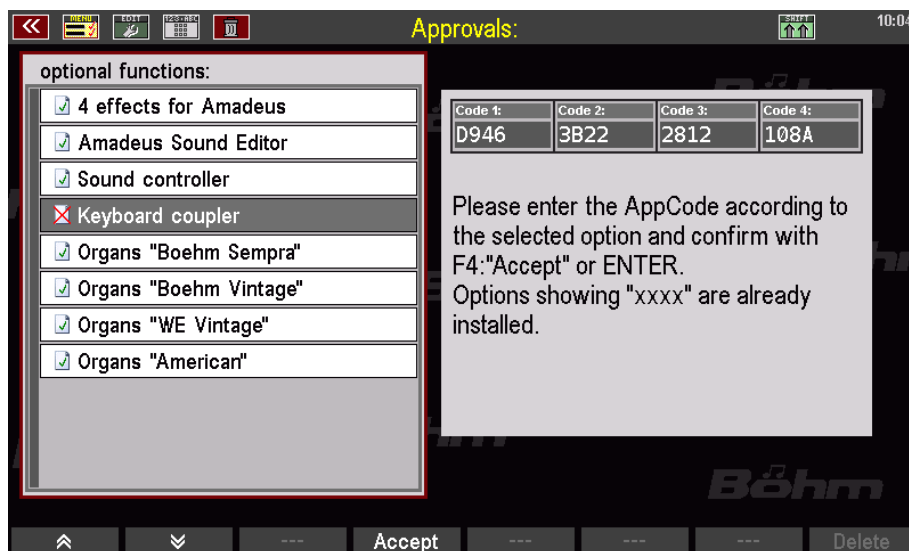 MENU
EDIT
123±ABC
Approvals:
SHIFT
10:04
optional functions:
4 effects for Amadeus
Amadeus Sound Editor
Sound controller
Keyboard coupler
Organs "Boehm Sempra"
Organs "Boehm Vintage"
Organs "WE Vintage"
Organs "American"
Code 1: Code 2: Code 3: Code 4:
D946 3B22 2812 108A
Please enter the AppCode according to
the selected option and confirm with
F4:"Accept" or ENTER.
Options showing "xxxx" are already
installed.
Böhm
--- Accept --- --- --- Delete